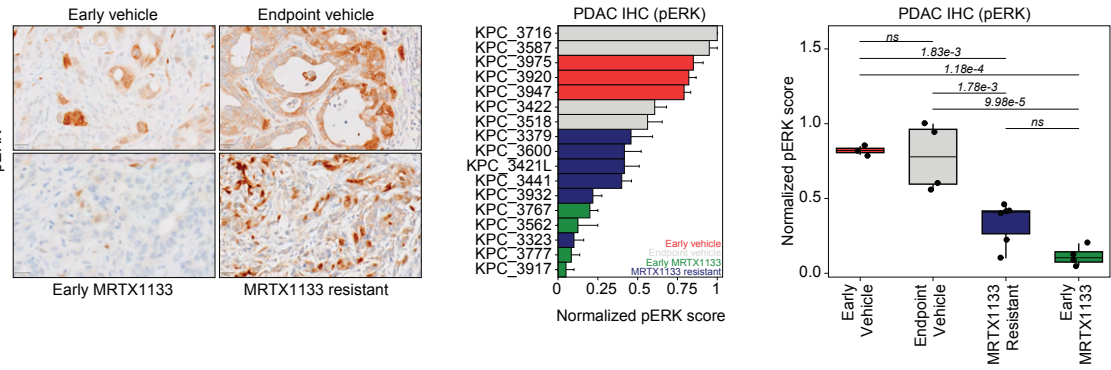 Early vehicle
Endpoint vehicle
Early MRTX1133
MRTX1133 resistant
PDAC IHC (pERK)
KPC_3716
KPC_3587
KPC_3975
KPC_3920
KPC_3947
KPC_3422
KPC_3518
KPC_3379
KPC_3600
KPC_3421L
KPC_3441
KPC_3932
KPC_3767
KPC_3562
KPC_3323
KPC_3777
KPC_3917
Early vehicle
Endpoint vehicle
Early MRTX1133
MRTX1133 resistant
0 0.25 0.5 0.75 1
Normalized pERK score
PDAC IHC (pERK)
Normalized pERK score
1.5
1.0
0.5
0.0
ns
1.83e-3
1.18e-4
1.78e-3
9.98e-5
ns
Early
Vehicle
Endpoint
Vehicle
MRTX1133
Resistant
Early
MRTX1133